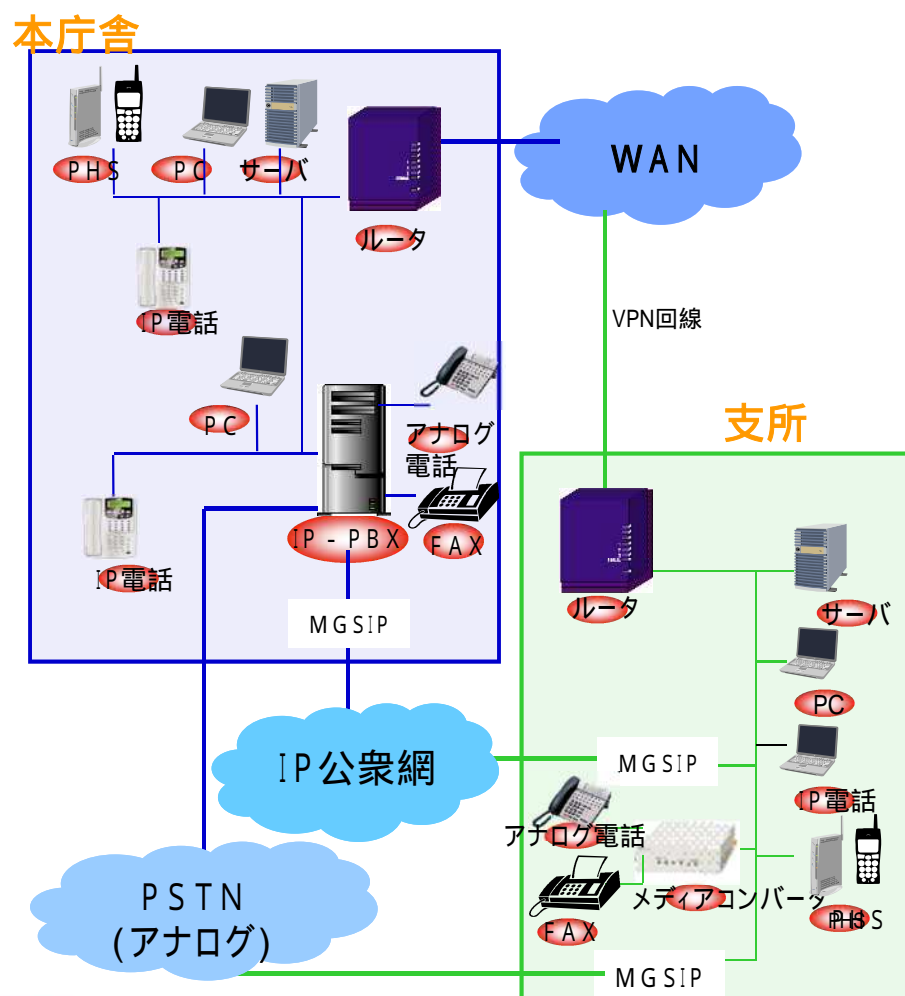 本庁舎
PHS
PC
サーバ
ルータ
WAN
IP電話
VPN回線
PC
アナログ
電話
支所
IP-PBX
FAX
IP電話
ルータ
サーバ
MGSIP
PC
IP公衆網
MGSIP
IP電話
アナログ電話
メディアコンバータ
PHS
FAX
PSTN
(アナログ)
MGSIP